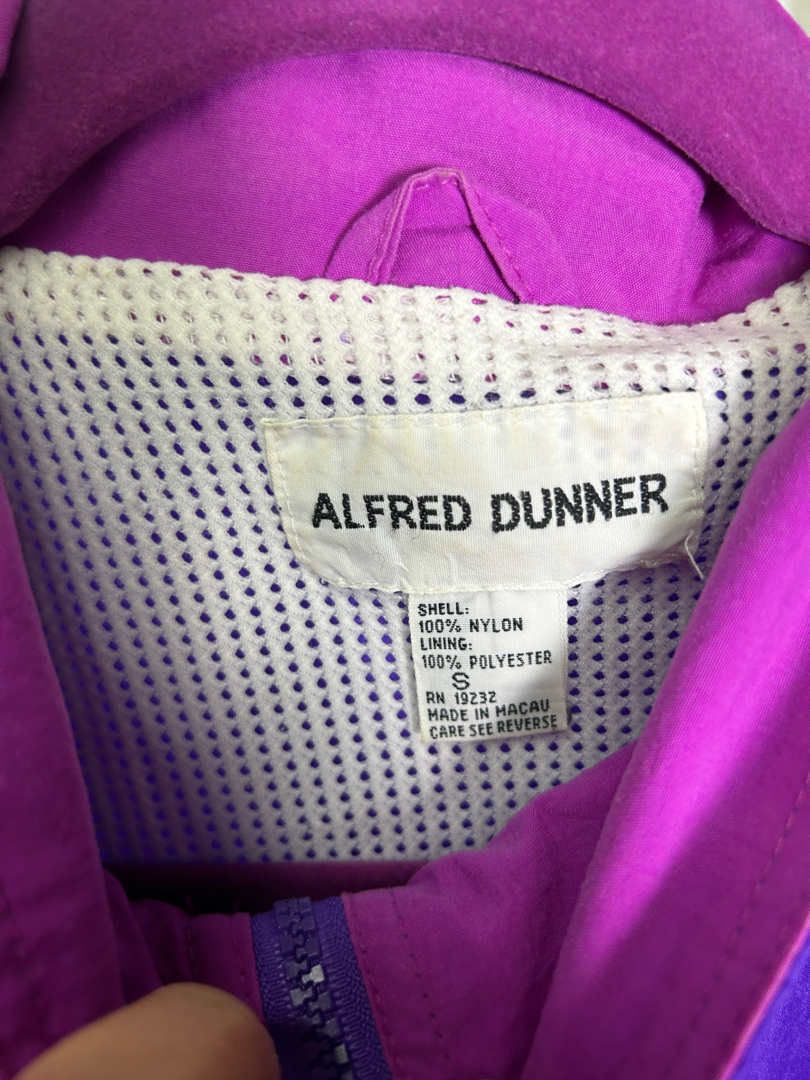 ALFRED DUNNER
SHELL:
100% NYLON
LINING:
100% POLYESTER
S
RN 19232
MADE IN MACAU
CARE SEE REVERSE